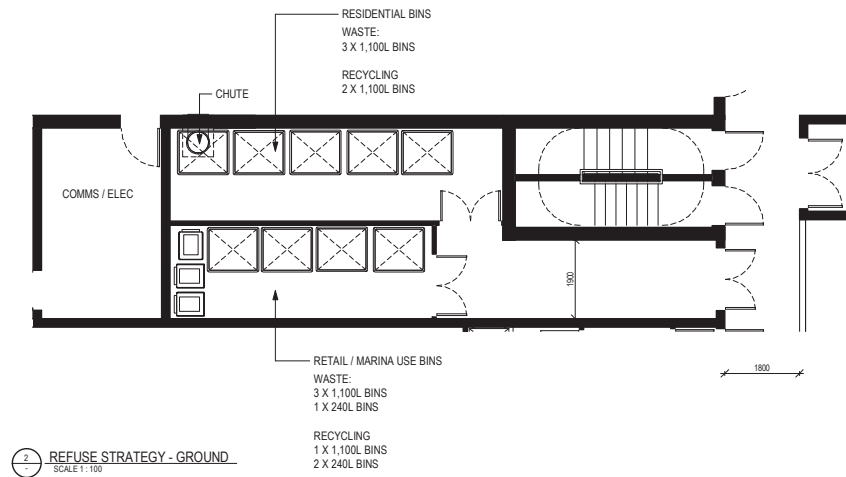 RESIDENTIAL BINS
WASTE:
3 X 1,100L BINS
RECYCLING
2 X 1,100L BINS
CHUTE
COMMS / ELEC
1900
1800
RETAIL / MARINA USE BINS
WASTE:
3 X 1,100L BINS
1 X 240L BINS
RECYCLING
1 X 1,100L BINS
2 X 240L BINS
2
-
REFUSE STRATEGY - GROUND
SCALE 1 : 100